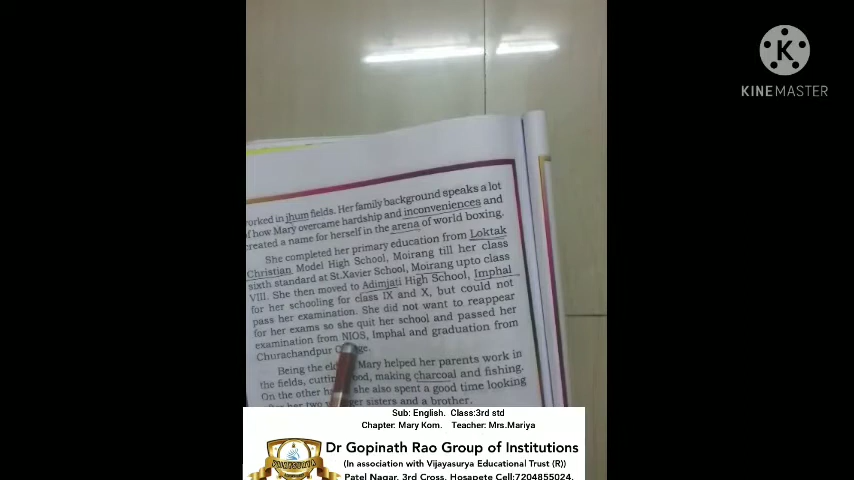 KINEMASTER
orked in jhum fields. Her family background speaks a lot
f how Mary overcame hardship and inconveniences and
created a name for herself in the arena of world boxing.
She completed her primary education from Loktak
Christian Model High School, Moirang till her class
sixth standard at St.Xavier School, Moirang upto class
VIII. She then moved to Adimjati High School, Imphal
for her schooling for class IX and X, but could not
pass her examination. She did not want to reappear
for her exams so she quit her school and passed her
examination from NIOS, Imphal and graduation from
Churachandpur
Being the Mary helped her parents work in
the fields, making charcoal and fishing.
On the other she also spent a good time looking
her two sisters and a brother.
Sub: English. Class:3rd std
Chapter: Mary Kom. Teacher: Mrs.Mariya
Dr Gopinath Rao Group of Institutions
(In association with Vijayasurya Educational Trust (R))
Patel Nagar, 3rd Cross, Hosapete Cell:7204855024,